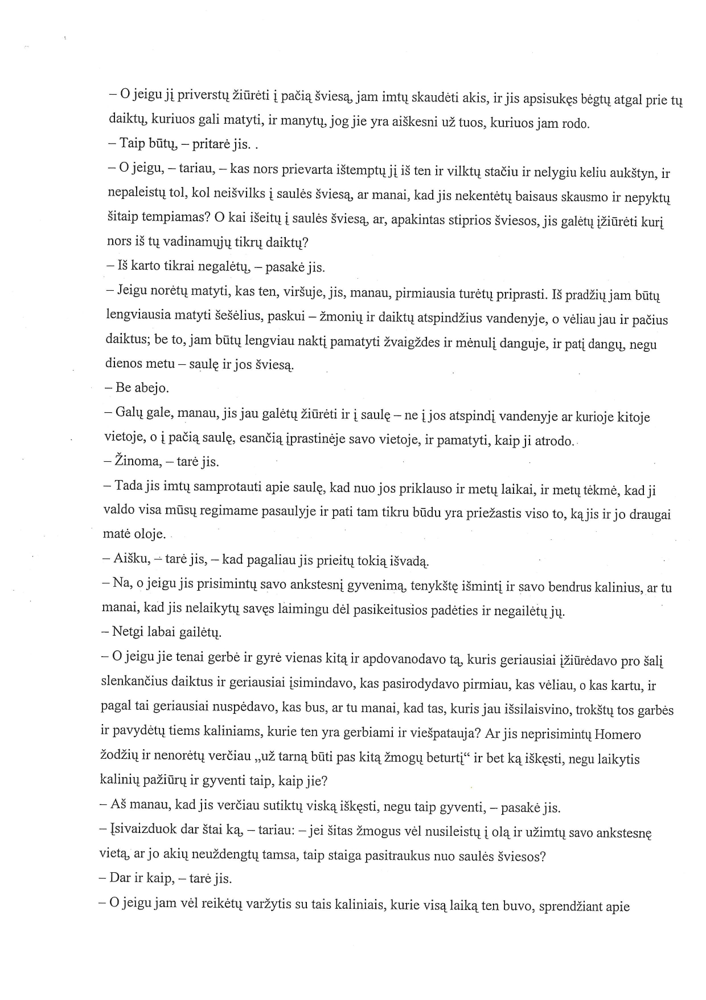 – O jeigu jį priverstų žiūrėti į pačią šviesą, jam imtų skaudėti akis, ir jis apsisukęs bėgtų atgal prie tų
daiktų, kuriuos gali matyti, ir manytų, jog jie yra aiškesni už tuos, kuriuos jam rodo.
– Taip būtų, – pritarė jis. .
– O jeigu, – tariau, – kas nors prievarta ištemptų jį iš ten ir vilktų stačiu ir nelygiu keliu aukštyn, ir
nepaleistų tol, kol neišvilks į saulės šviesą, ar manai, kad jis nekentėtų baisaus skausmo ir nepyktų
šitaip tempiamas? O kai išeitų į saulės šviesą, ar, apakintas stiprios šviesos, jis galėtų įžiūrėti kurį
nors iš tų vadinamųjų tikrų daiktų?
– Iš karto tikrai negalėtų, – pasakė jis.
– Jeigu norėtų matyti, kas ten, viršuje, jis, manau, pirmiausia turėtų priprasti. Iš pradžių jam būtų
lengviausia matyti šešėlius, paskui – žmonių ir daiktų atspindžius vandenyje, o vėliau jau ir pačius
daiktus; be to, jam būtų lengviau naktį pamatyti žvaigždes ir mėnulį danguje, ir patį dangų, negu
dienos metu – saulę ir jos šviesą.
– Be abejo.
– Galų gale, manau, jis jau galėtų žiūrėti ir į saulę – ne į jos atspindį vandenyje ar kurioje kitoje
vietoje, o į pačią saulę, esančią įprastinėje savo vietoje, ir pamatyti, kaip ji atrodo.
– Žinoma, – tarė jis.
– Tada jis imtų samprotauti apie saulę, kad nuo jos priklauso ir metų laikai, ir metų tėkmė, kad ji
valdo visa mūsų regimame pasaulyje ir pati tam tikru būdu yra priežastis viso to, ką jis ir jo draugai
matė oloje.
– Aišku, – tarė jis, – kad pagaliau jis prieitų tokią išvadą.
– Na, o jeigu jis prisimintų savo ankstesnį gyvenimą, tenykštę išmintį ir savo bendrus kalinius, ar tu
manai, kad jis nelaikytų savęs laimingu dėl pasikeitusios padėties ir negailėtų jų.
– Netgi labai gailėtų.
– O jeigu jie tenai gerbė ir gyrė vienas kitą ir apdovanodavo tą, kuris geriausiai įžiūrėdavo pro šalį
slenkančius daiktus ir geriausiai įsimindavo, kas pasirodydavo pirmiau, kas vėliau, o kas kartu, ir
pagal tai geriausiai nuspėdavo, kas bus, ar tu manai, kad tas, kuris jau išsilaisvino, trokštų tos garbės
ir pavydėtų tiems kaliniams, kurie ten yra gerbiami ir viešpatauja? Ar jis neprisimintų Homero
žodžių ir nenorėtų verčiau „už tarną būti pas kitą žmogų beturtį“ ir bet ką iškęsti, negu laikytis
kalinių pažiūrų ir gyventi taip, kaip jie?
– Aš manau, kad jis verčiau sutiktų viską iškęsti, negu taip gyventi, – pasakė jis.
– Įsivaizduok dar štai ką, – tariau: – jei šitas žmogus vėl nusileistų į olą ir užimtų savo ankstesnę
vietą, ar jo akių neuždengtų tamsa, taip staiga pasitraukus nuo saulės šviesos?
– Dar ir kaip, – tarė jis.
– O jeigu jam vėl reikėtų varžytis su tais kaliniais, kurie visą laiką ten buvo, sprendžiant apie